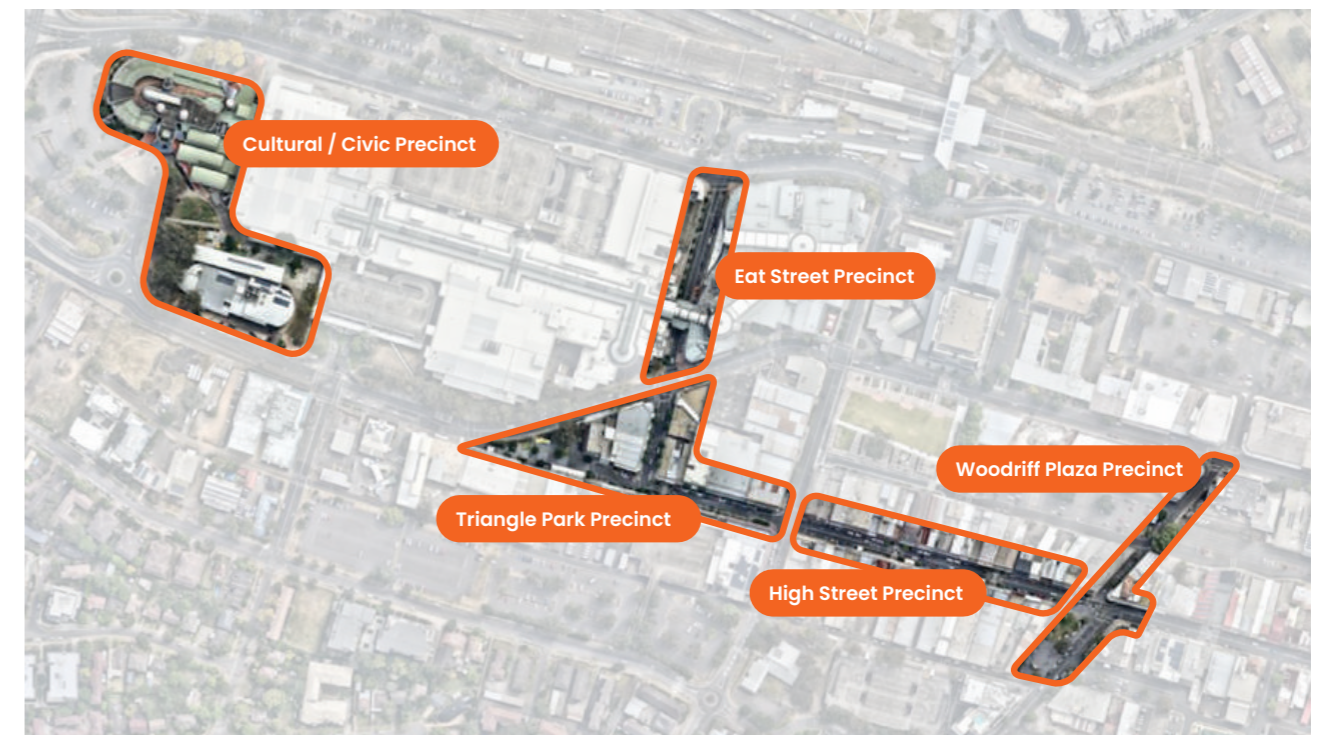 Cultural / Civic Precinct
Eat Street Precinct
Woodriff Plaza Precinct
Triangle Park Precinct
High Street Precinct